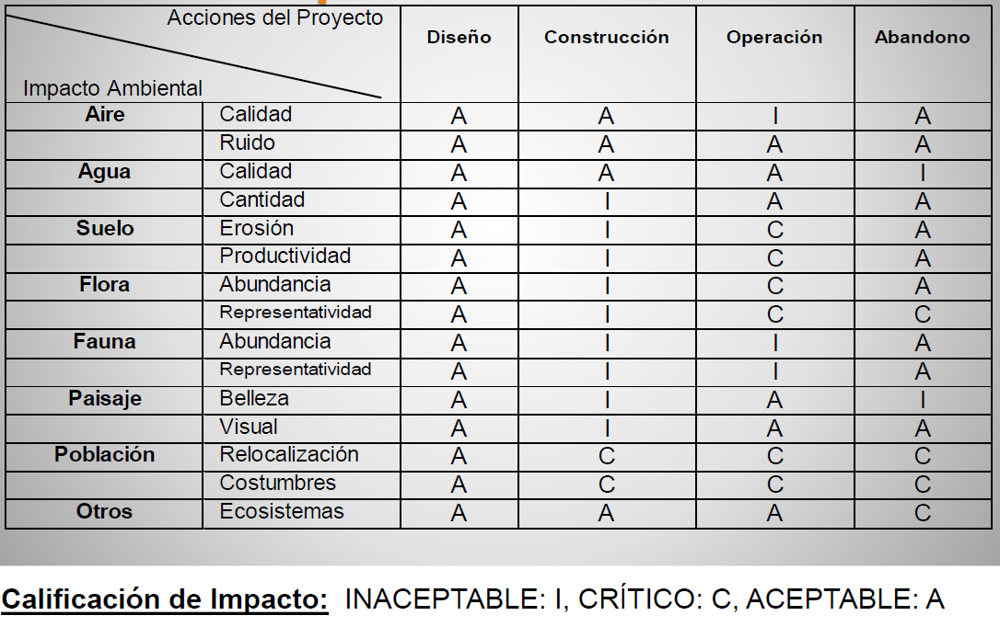 Acciones del Proyecto
Impacto Ambiental
Diseño Construcción Operación Abandono
Aire Calidad A A I A
Ruido A A A A
Agua Calidad A A A I
Cantidad A I A A
Suelo Erosión A I C A
Productividad A I C A
Flora Abundancia A I C A
Representatividad A I C C
Fauna Abundancia A I I A
Representatividad A I I A
Paisaje Belleza A I A I
Visual A I A A
Población Relocalización A C C C
Costumbres A C C C
Otros Ecosistemas A A A C
Calificación de Impacto: INACEPTABLE: I, CRÍTICO: C, ACEPTABLE: A